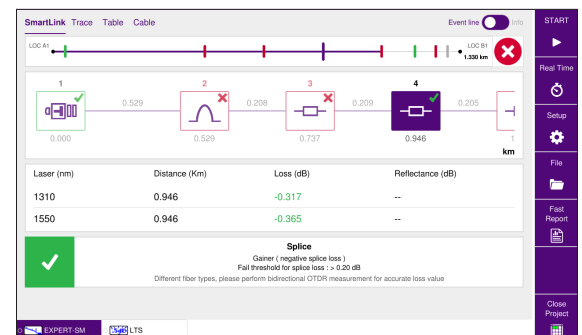 SmartLink Trace Table Cable
Event line Info
START
LOC A1
LOC B1
1.330 km
Real Time
1 2 3 4
0.529 0.208 0.209 0.205
0.000 0.529 0.737 0.946 1
km
Setup
Laser (nm) Distance (Km) Loss (dB) Reflectance (dB)
1310 0.946 -0.317 --
1550 0.946 -0.365 --
File
Fast
Report
Splice
Gainer ( negative splice loss )
Fail threshold for splice loss : > 0.20 dB
Different fiber types, please perform bidirectional OTDR measurement for accurate loss value
Close
Project
EXPERT-SM LTS